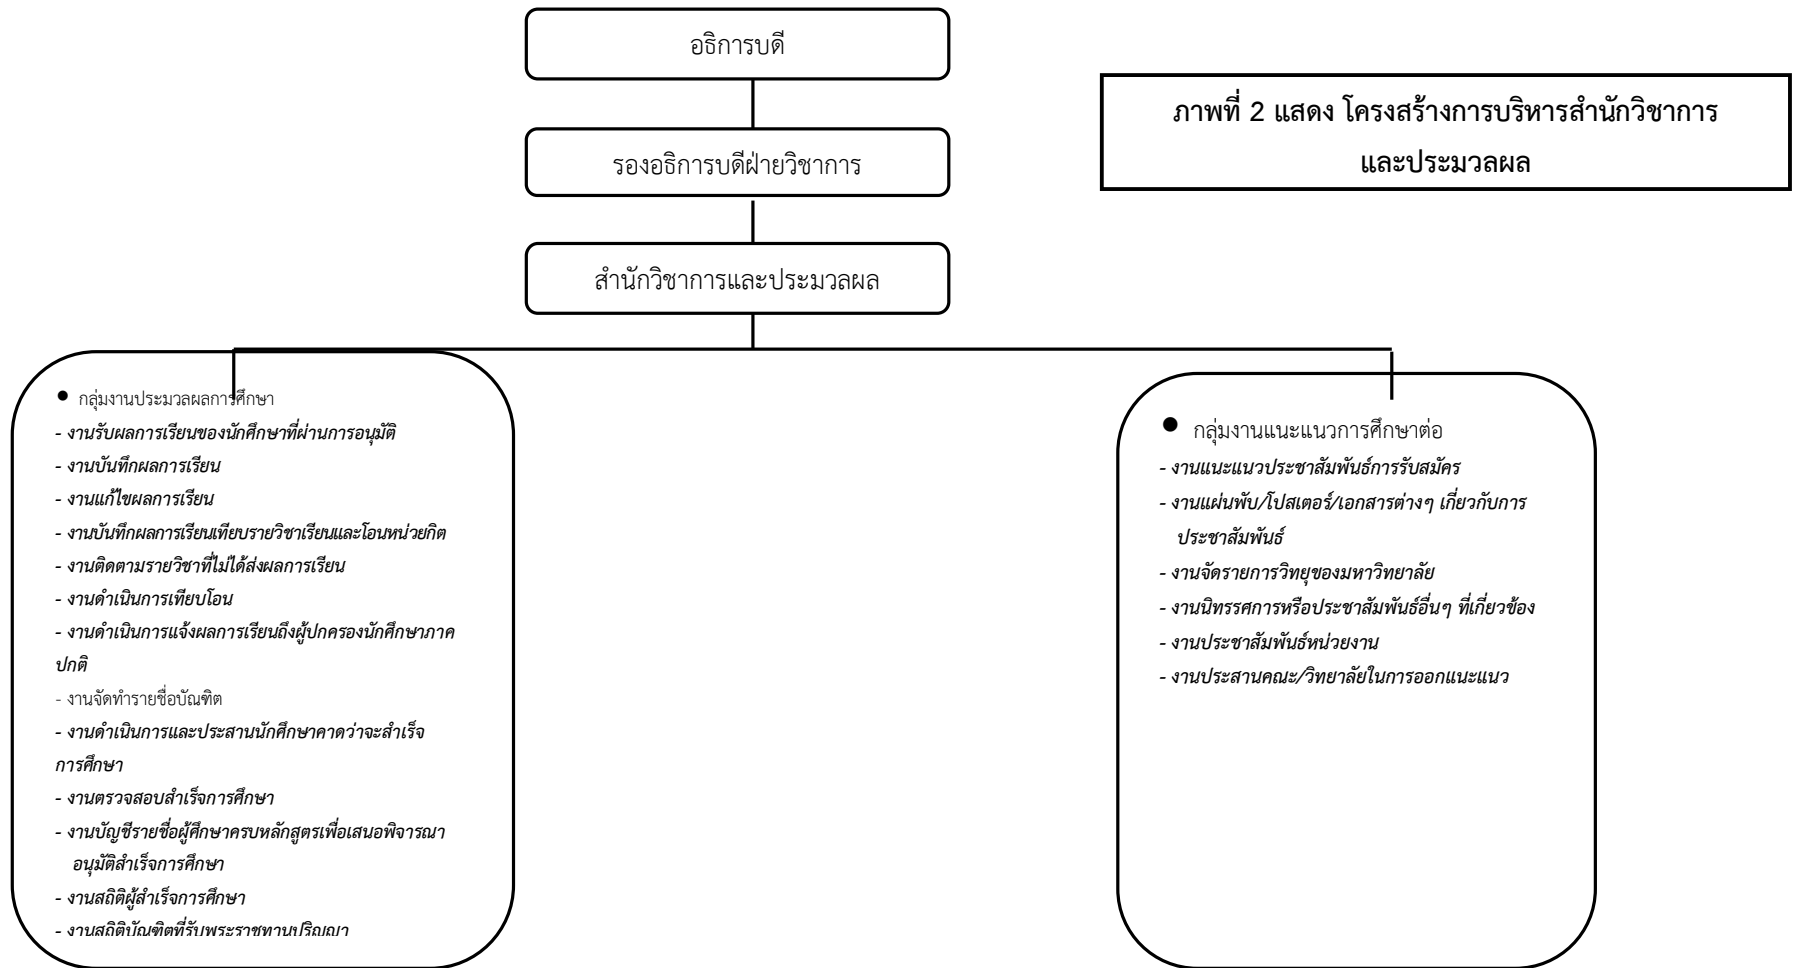 อธิการบดี
ภาพที่ 2 แสดง โครงสร้างการบริหารสำนักวิชาการ
และประมวลผล
รองอธิการบดีฝ่ายวิชาการ
สำนักวิชาการและประมวลผล
● กลุ่มงานประมวลผลการศึกษา
- งานรับผลการเรียนของนักศึกษาที่ผ่านการอนุมัติ
- งานบันทึกผลการเรียน
- งานแก้ไขผลการเรียน
- งานบันทึกผลการเรียนเทียบรายวิชาเรียนและโอนหน่วยกิต
- งานติดตามรายวิชาที่ไม่ได้ส่งผลการเรียน
- งานดำเนินการเทียบโอน
- งานดำเนินการแจ้งผลการเรียนถึงผู้ปกครองนักศึกษาภาค
ปกติ
- งานจัดทำรายชื่อบัณฑิต
- งานดำเนินการและประสานนักศึกษาคาดว่าจะสำเร็จ
การศึกษา
- งานตรวจสอบสำเร็จการศึกษา
- งานบัญชีรายชื่อผู้ศึกษาครบหลักสูตรเพื่อเสนอพิจารณา
อนุมัติสำเร็จการศึกษา
- งานสถิติผู้สำเร็จการศึกษา
- งานสถิติบัณฑิตที่รับพระราชทานปริญญา
● กลุ่มงานแนะแนวการศึกษาต่อ
- งานแนะแนวประชาสัมพันธ์การรับสมัคร
- งานแผ่นพับ/โปสเตอร์/เอกสารต่างๆ เกี่ยวกับการ
ประชาสัมพันธ์
- งานจัดรายการวิทยุของมหาวิทยาลัย
- งานนิทรรศการหรือประชาสัมพันธ์อื่นๆ ที่เกี่ยวข้อง
- งานประชาสัมพันธ์หน่วยงาน
- งานประสานคณะ/วิทยาลัยในการออกแนะแนว